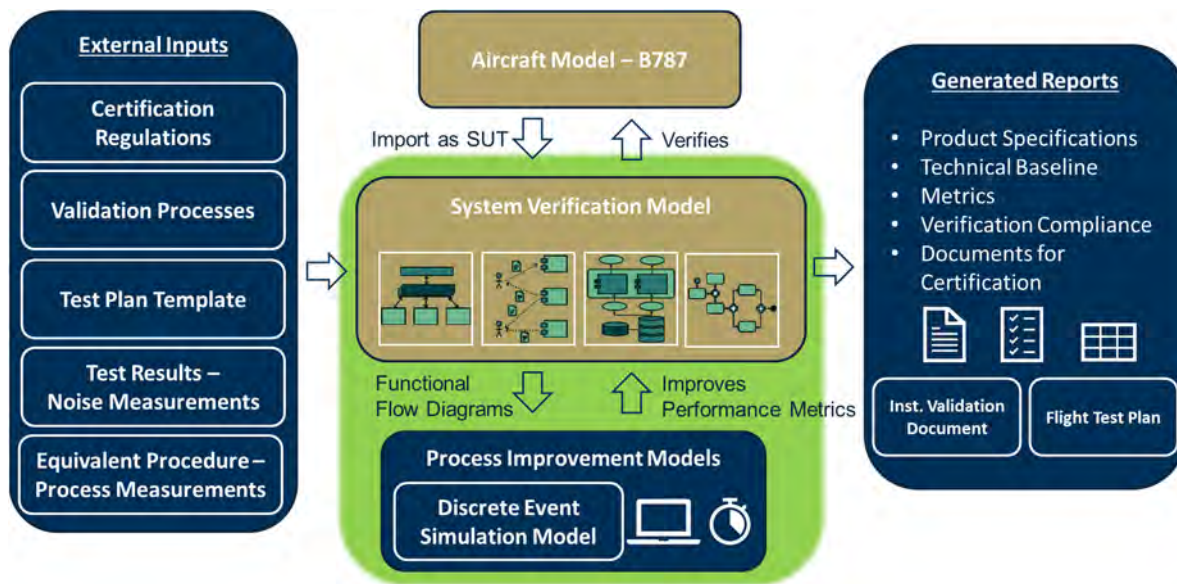 External Inputs
Certification
Regulations
Validation Processes
Test Plan Template
Test Results –
Noise Measurements
Equivalent Procedure –
Process Measurements
Aircraft Model – B787
Import as SUT
Verifies
System Verification Model
Functional
Flow Diagrams
Improves
Performance Metrics
Process Improvement Models
Discrete Event
Simulation Model
Generated Reports
• Product Specifications
• Technical Baseline
• Metrics
• Verification Compliance
• Documents for
Certification
Inst. Validation
Document
Flight Test Plan